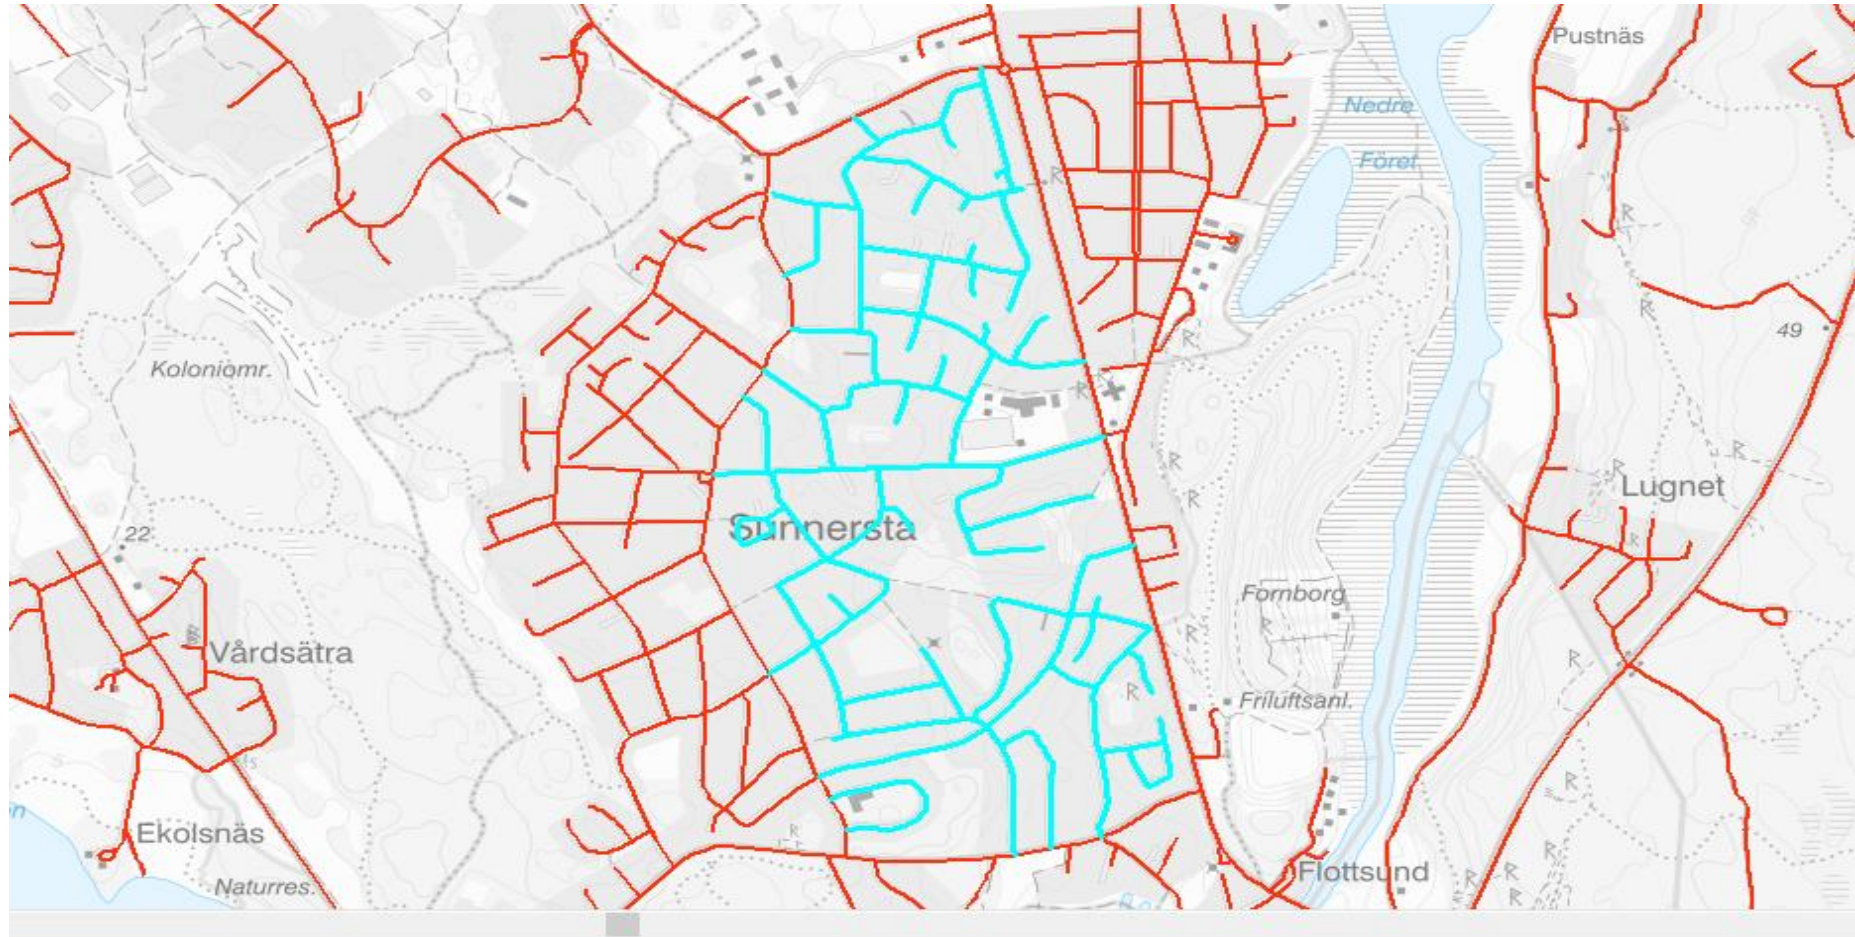 Pustnäs
Nedre
Föret
R
R
49
Koloniomr.
R
R
R
R
R
R
Lugnet
R
22
Sunnersta
R
Fornborg
R
R
Vårdsätra
R
R
Friluftsanl.
R
R
Ekolsnäs
R
R
Flottsund
R
R
Naturres.
R